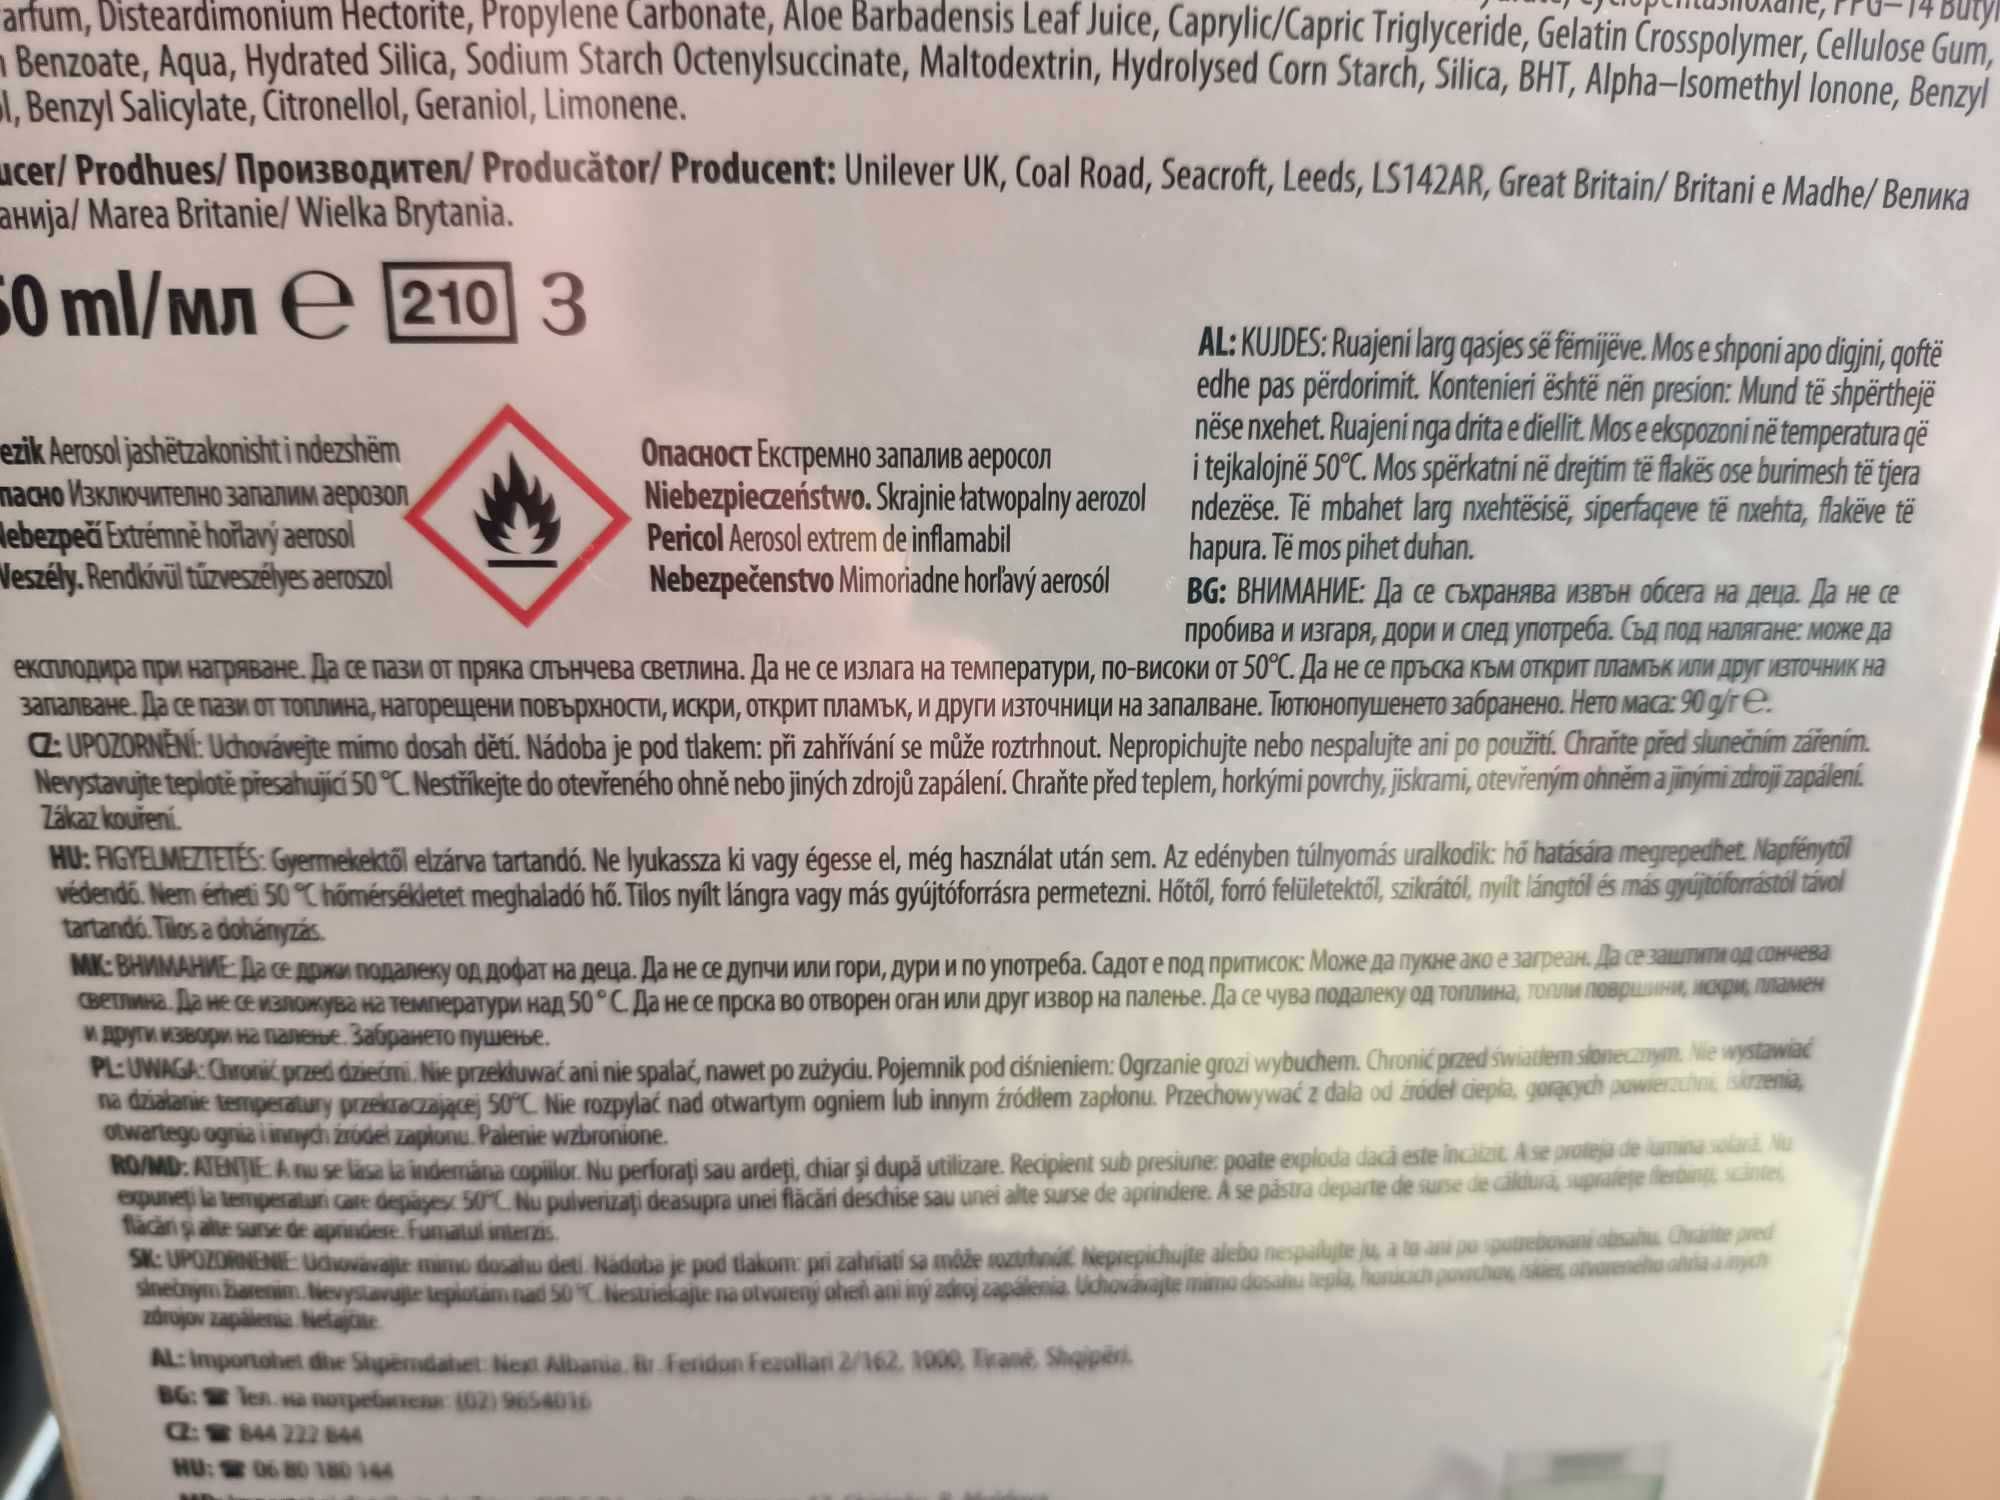 arfum, Disteardimonium Hectorite, Propylene Carbonate, Aloe Barbadensis Leaf Juice, Caprylic/Capric Triglyceride, Gelatin Crosspolymer, Cellulose Gum,
Benzoate, Aqua, Hydrated Silica, Sodium Starch Octenylsuccinate, Maltodextrin, Hydrolysed Corn Starch, Silica, BHT, Alpha-Isomethyl Ionone, Benzyl
ol, Benzyl Salicylate, Citronellol, Geraniol, Limonene.
ucer/ Prodhues/ Производител/ Producător/ Producent: Unilever UK, Coal Road, Seacroft, Leeds, LS142AR, Great Britain/ Britani e Madhe/ Велика
анија/ Marea Britanie/ Wielka Brytania.
50 ml/мл e 210 3
ezik Aerosol jashëtzakonisht i ndezshëm
пасно Изключително запалим аерозол
Nebezpečí Extrémně hořlavý aerosol
Veszély. Rendkívül tűzveszélyes aeroszol
Опасност Екстремно запалив аеросол
Niebezpieczeństwo. Skrajnie łatwopalny aerozol
Pericol Aerosol extrem de inflamabil
Nebezpečenstvo Mimoriadne horľavý aerosól
AL: KUJDES: Ruajeni larg qasjes së fëmijëve. Mos e shponi apo digjni, qoftë
edhe pas përdorimit. Kontenieri është nën presion: Mund të shpërthejë
nëse nxehet. Ruajeni nga drita e diellit. Mos e ekspozoni në temperatura që
i tejkalojnë 50°C. Mos spërkatni në drejtim të flakës ose burimesh të tjera
ndezëse. Të mbahet larg nxehtësisë, sipërfaqeve të nxehta, flakëve të
hapura. Të mos pihet duhan.
BG: ВНИМАНИЕ: Да се съхранява извън обсега на деца. Да не се
пробива и изгаря, дори и след употреба. Съд под налягане: може да
експлодира при нагряване. Да се пази от пряка слънчева светлина. Да не се излага на температури, по-високи от 50°C. Да не се пръска към открит пламък или друг източник на
запалване. Да се пази от топлина, нагорещени повърхности, искри, открит пламък, и други източници на запалване. Тютюнопушенето забранено. Нето маса: 90 g/г e.
CZ: UPOZORNĚNÍ: Uchovávejte mimo dosah dětí. Nádoba je pod tlakem: při zahřívání se může roztrhnout. Nepropichujte nebo nespalujte ani po použití. Chraňte před slunečním zářením.
Nevystavujte teplotě přesahující 50 °C. Nestříkejte do otevřeného ohně nebo jiných zdrojů zapálení. Chraňte před teplem, horkými povrchy, jiskrami, otevřeným ohněm a jinými zdroji zapálení.
Zákaz kouření.
HU: FIGYELMEZTETÉS: Gyermekektől elzárva tartandó. Ne lyukassza ki vagy égesse el, még használat után sem. Az edényben túlnyomás uralkodik: hő hatására megrepedhet. Napfénytől
védendő. Nem érheti 50 °C hőmérsékletet meghaladó hő. Tilos nyílt lángra vagy más gyújtóforrásra permetezni. Hőtől, forró felületektől, szikrától, nyílt lángtól és más gyújtóforrástól távol
tartandó. Tilos a dohányzás.
MK: ВНИМАНИЕ: Да се држи подалеку од дофат на деца. Да не се дупчи или гори, дури и по употреба. Садот е под притисок: Може да пукне ако е загреан. Да се заштити од сончева
светлина. Да не се изложува на температури над 50 ° C. Да не се прска во отворен оган или друг извор на палење. Да се чува подалеку од топлина, топли површини, искри, пламен
и други извори на палење. Забрането пушење.
PL: UWAGA: Chronić przed dziećmi. Nie przekłuwać ani nie spalać, nawet po zużyciu. Pojemnik pod ciśnieniem: Ogrzanie grozi wybuchem. Chronić przed światłem słonecznym. Nie wystawiać
na działanie temperatury przekraczającej 50°C. Nie rozpylać nad otwartym ogniem lub innym źródłem zapłonu. Przechowywać z dala od źródeł ciepła, gorących powierzchni, iskrzenia,
otwartego ognia i innych źródeł zapłonu. Palenie wzbronione.
RO/MD: ATENȚIE: A nu se lăsa la îndemâna copiilor. Nu perforați sau ardeți, chiar și după utilizare. Recipient sub presiune: poate exploda dacă este încălzit. A se proteja de lumina solară. Nu
expuneți la temperaturi care depășesc 50°C. Nu pulverizați deasupra unei flăcări deschise sau unei alte surse de aprindere. A se păstra departe de surse de căldură, suprafețe fierbinți, scântei,
flăcări și alte surse de aprindere. Fumatul interzis.
SK: UPOZORNENIE: Uchovávajte mimo dosahu detí. Nádoba je pod tlakom: pri zahriatí sa môže roztrhnúť. Neprepichujte alebo nespaľujte ju, a to ani po spotrebovaní obsahu. Chráňte pred
slnečným žiarením. Nevystavujte teplotám nad 50 °C. Nestriekajte na otvorený oheň ani iný zdroj zapálenia. Uchovávajte mimo dosahu tepla, horúcich povrchov, iskier, otvoreného ohňa a iných
zdrojov zapálenia. Nefajčite.
AL: Importohet dhe Shpërndahet: Next Albania, Rr. Feridon Fezollari 2/162, 1000, Tiranë, Shqipëri.
BG: ☎ Тел. на потребителя: (02) 9654016
CZ: ☎ 844 222 844
HU: ☎ 06 80 180 144